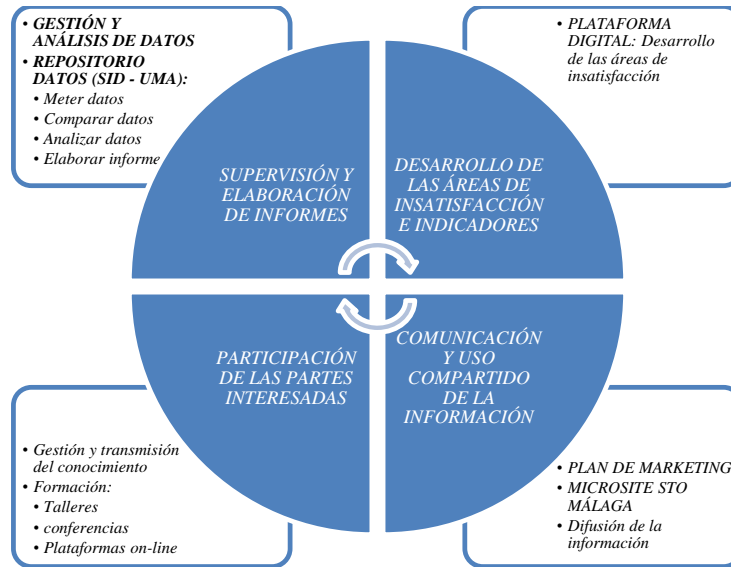 • GESTIÓN Y
ANÁLISIS DE DATOS
• REPOSITORIO
DATOS (SID - UMA):
• Meter datos
• Comparar datos
• Analizar datos
• Elaborar informe
• PLATAFORMA
DIGITAL: Desarrollo
de las áreas de
insatisfacción
SUPERVISIÓN Y
ELABORACIÓN
DE INFORMES
DESARROLLO DE
LAS ÁREAS DE
INSATISFACCIÓN
E INDICADORES
PARTICIPACIÓN
DE LAS PARTES
INTERESADAS
COMUNICACIÓN
Y USO
COMPARTIDO
DE LA
INFORMACIÓN
• Gestión y transmisión
del conocimiento
• Formación:
• Talleres
• conferencias
• Plataformas on-line
• PLAN DE MARKETING
• MICROSITE STO
MÁLAGA
• Difusión de la
información